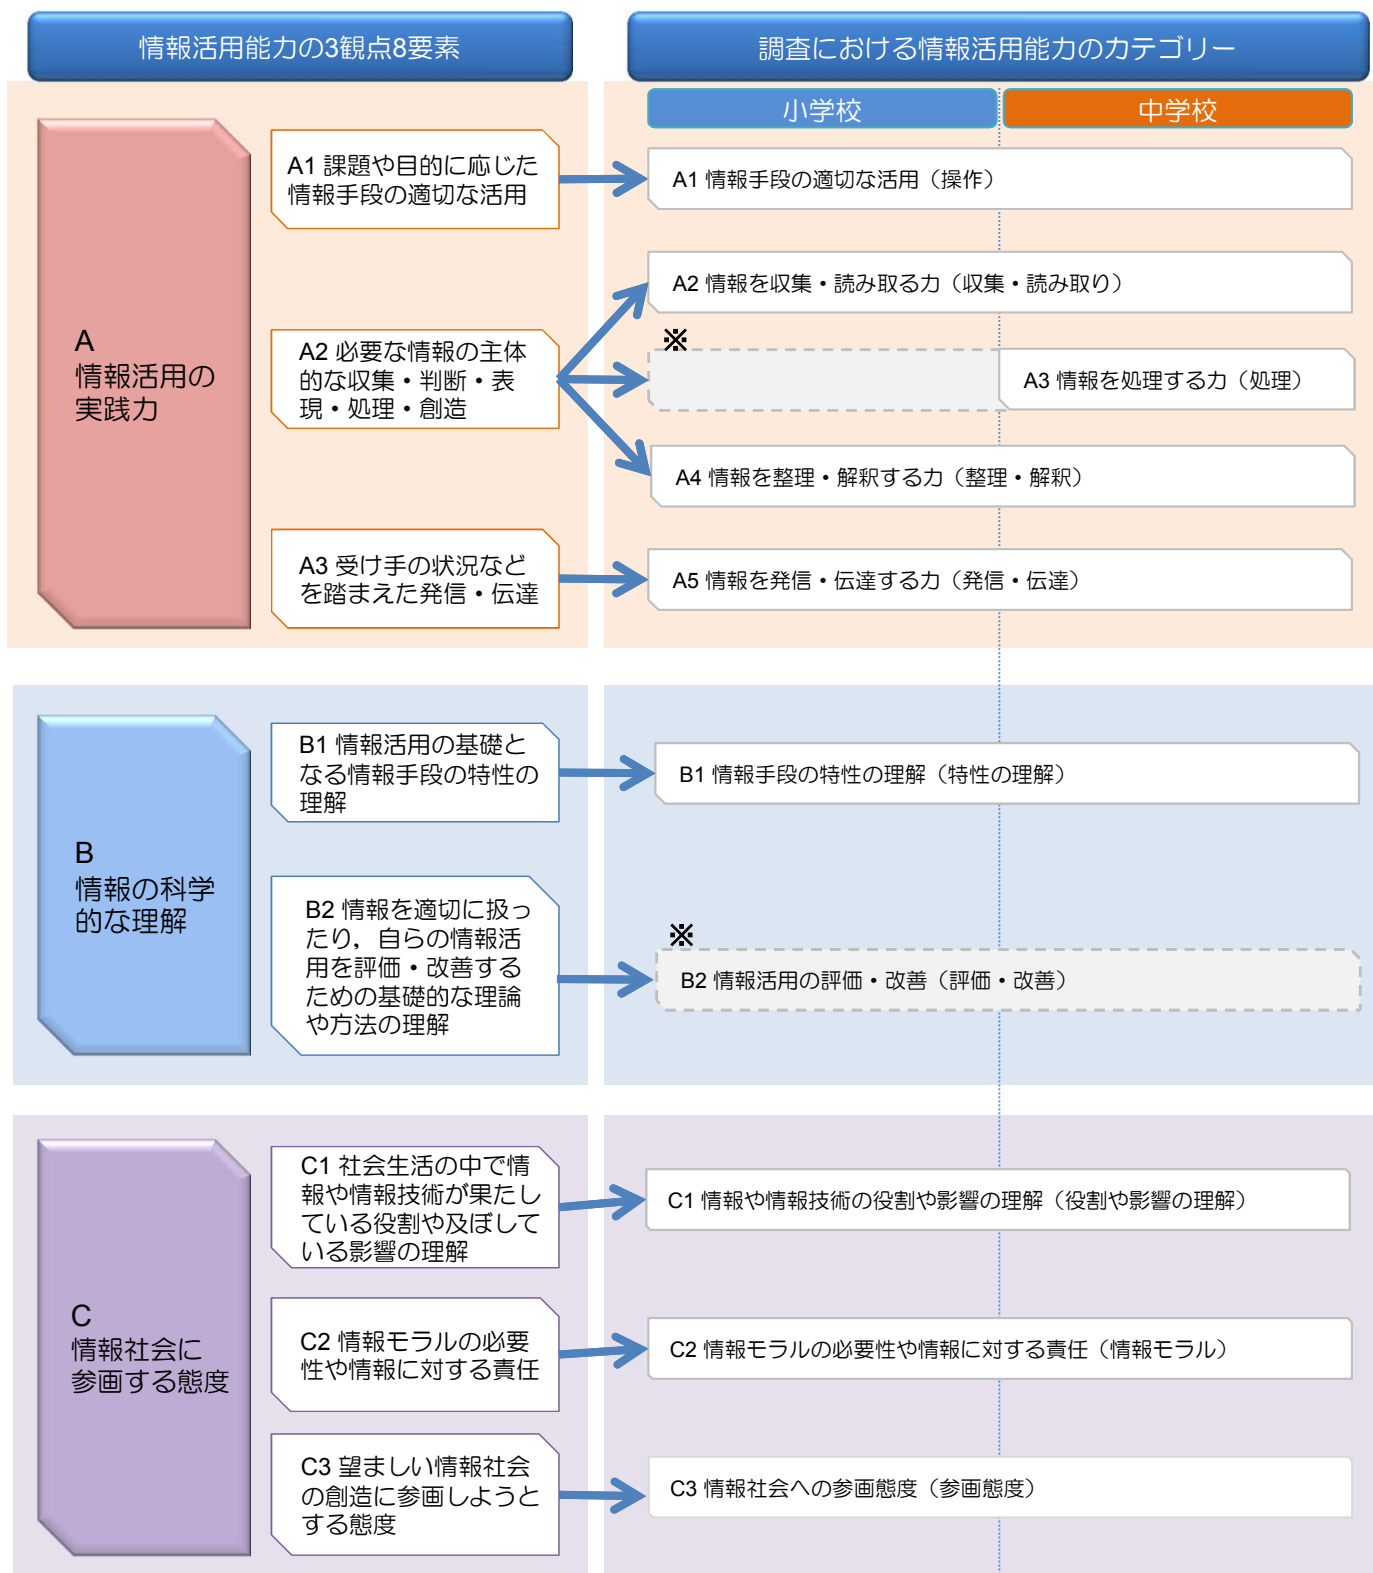 情報活用能力の3観点8要素
調査における情報活用能力のカテゴリー
小学校
中学校
A
情報活用の
実践力
A1 課題や目的に応じた
情報手段の適切な活用
A1 情報手段の適切な活用（操作）
A2 必要な情報の主体
的な収集・判断・表
現・処理・創造
A2 情報を収集・読み取る力（収集・読み取り）
※
A3 情報を処理する力（処理）
A4 情報を整理・解釈する力（整理・解釈）
A3 受け手の状況など
を踏まえた発信・伝達
A5 情報を発信・伝達する力（発信・伝達）
B
情報の科学
的な理解
B1 情報活用の基礎と
なる情報手段の特性の
理解
B1 情報手段の特性の理解（特性の理解）
B2 情報を適切に扱っ
たり，自らの情報活
用を評価・改善する
ための基礎的な理論
や方法の理解
※
B2 情報活用の評価・改善（評価・改善）
C
情報社会に
参画する態度
C1 社会生活の中で情
報や情報技術が果たし
ている役割や及ぼして
いる影響の理解
C1 情報や情報技術の役割や影響の理解（役割や影響の理解）
C2 情報モラルの必要
性や情報に対する責任
C2 情報モラルの必要性や情報に対する責任（情報モラル）
C3 望ましい情報社会
の創造に参画しようと
する態度
C3 情報社会への参画態度（参画態度）